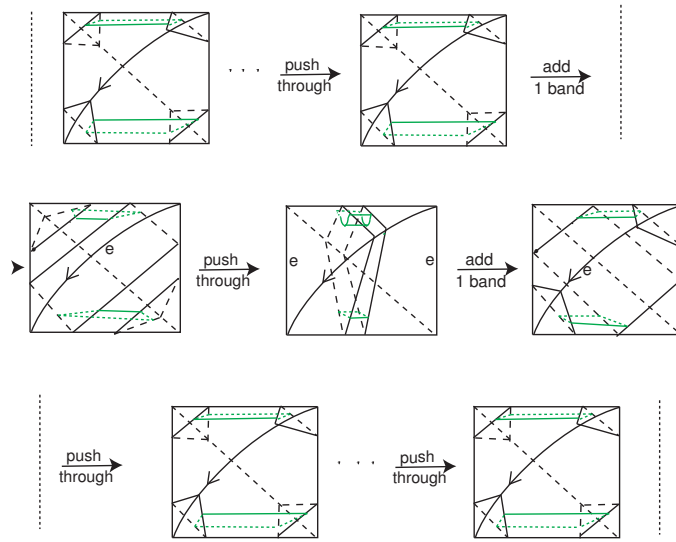 . . . push through add 1 band
e push through e e add 1 band e
push through . . . push through